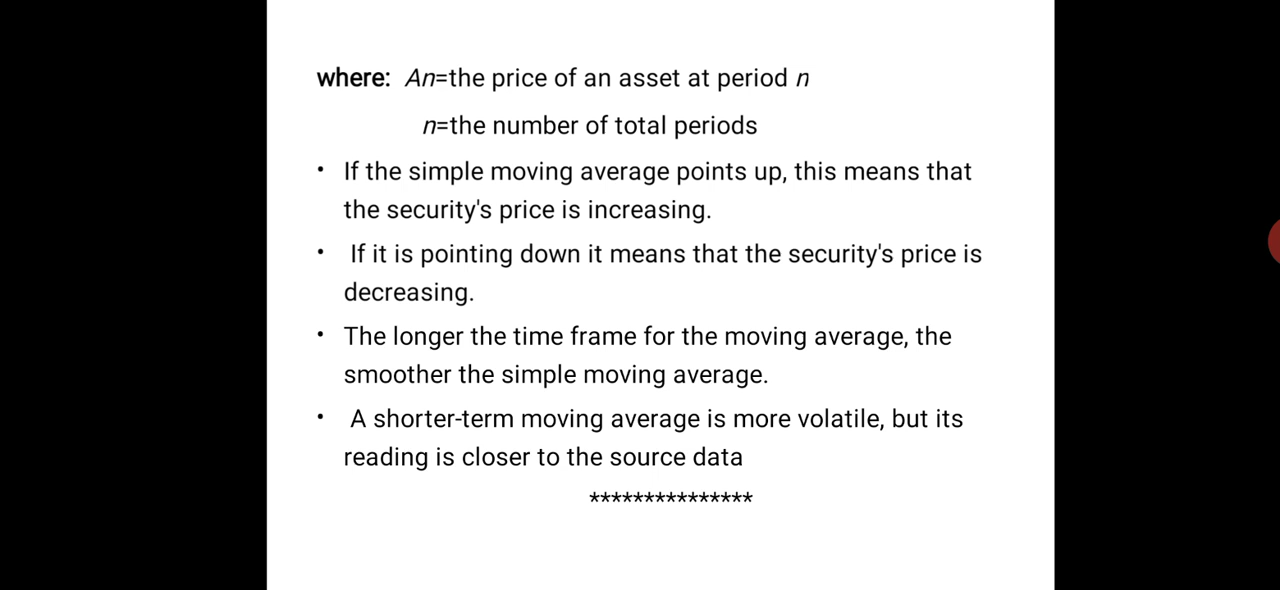 where: An=the price of an asset at period n
n=the number of total periods
• If the simple moving average points up, this means that
the security's price is increasing.
• If it is pointing down it means that the security's price is
decreasing.
• The longer the time frame for the moving average, the
smoother the simple moving average.
• A shorter-term moving average is more volatile, but its
reading is closer to the source data
***************